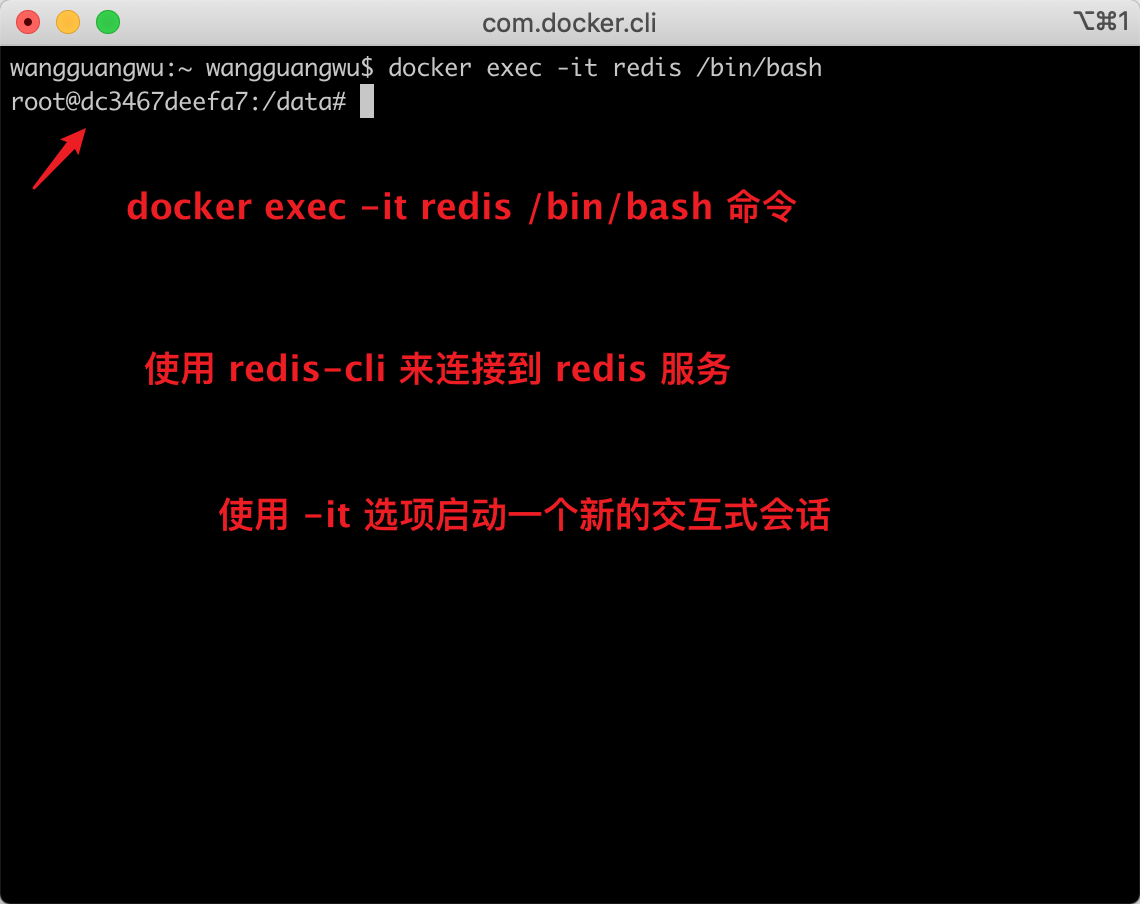 com.docker.cli
⌥⌘1
wangguangwu:~ wangguangwu$ docker exec -it redis /bin/bash
root@dc3467deefa7:/data#
docker exec -it redis /bin/bash 命令
使用 redis-cli 来连接到 redis 服务
使用 -it 选项启动一个新的交互式会话